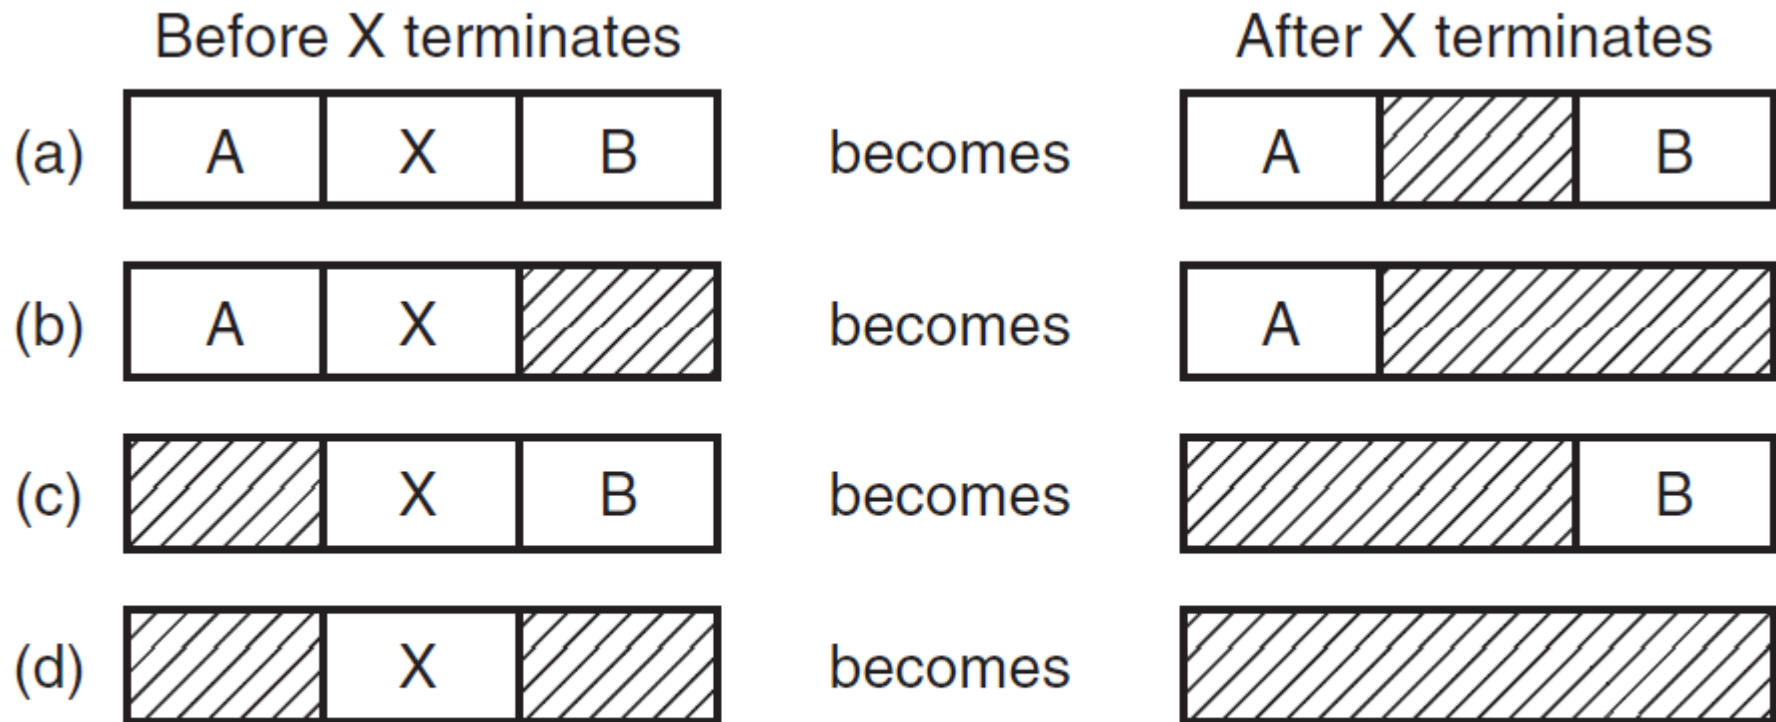 Before X terminates After X terminates
(a) A X B becomes A B
(b) A X becomes A
(c) X B becomes B
(d) X becomes